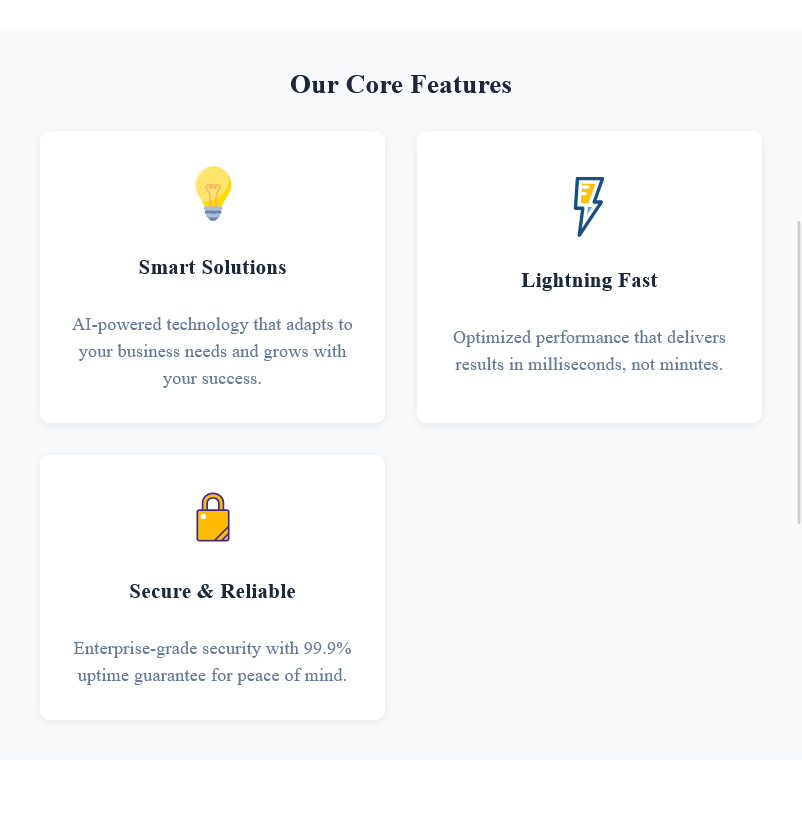 Our Core Features
Smart Solutions
AI-powered technology that adapts to
your business needs and grows with
your success.
Lightning Fast
Optimized performance that delivers
results in milliseconds, not minutes.
Secure & Reliable
Enterprise-grade security with 99.9%
uptime guarantee for peace of mind.